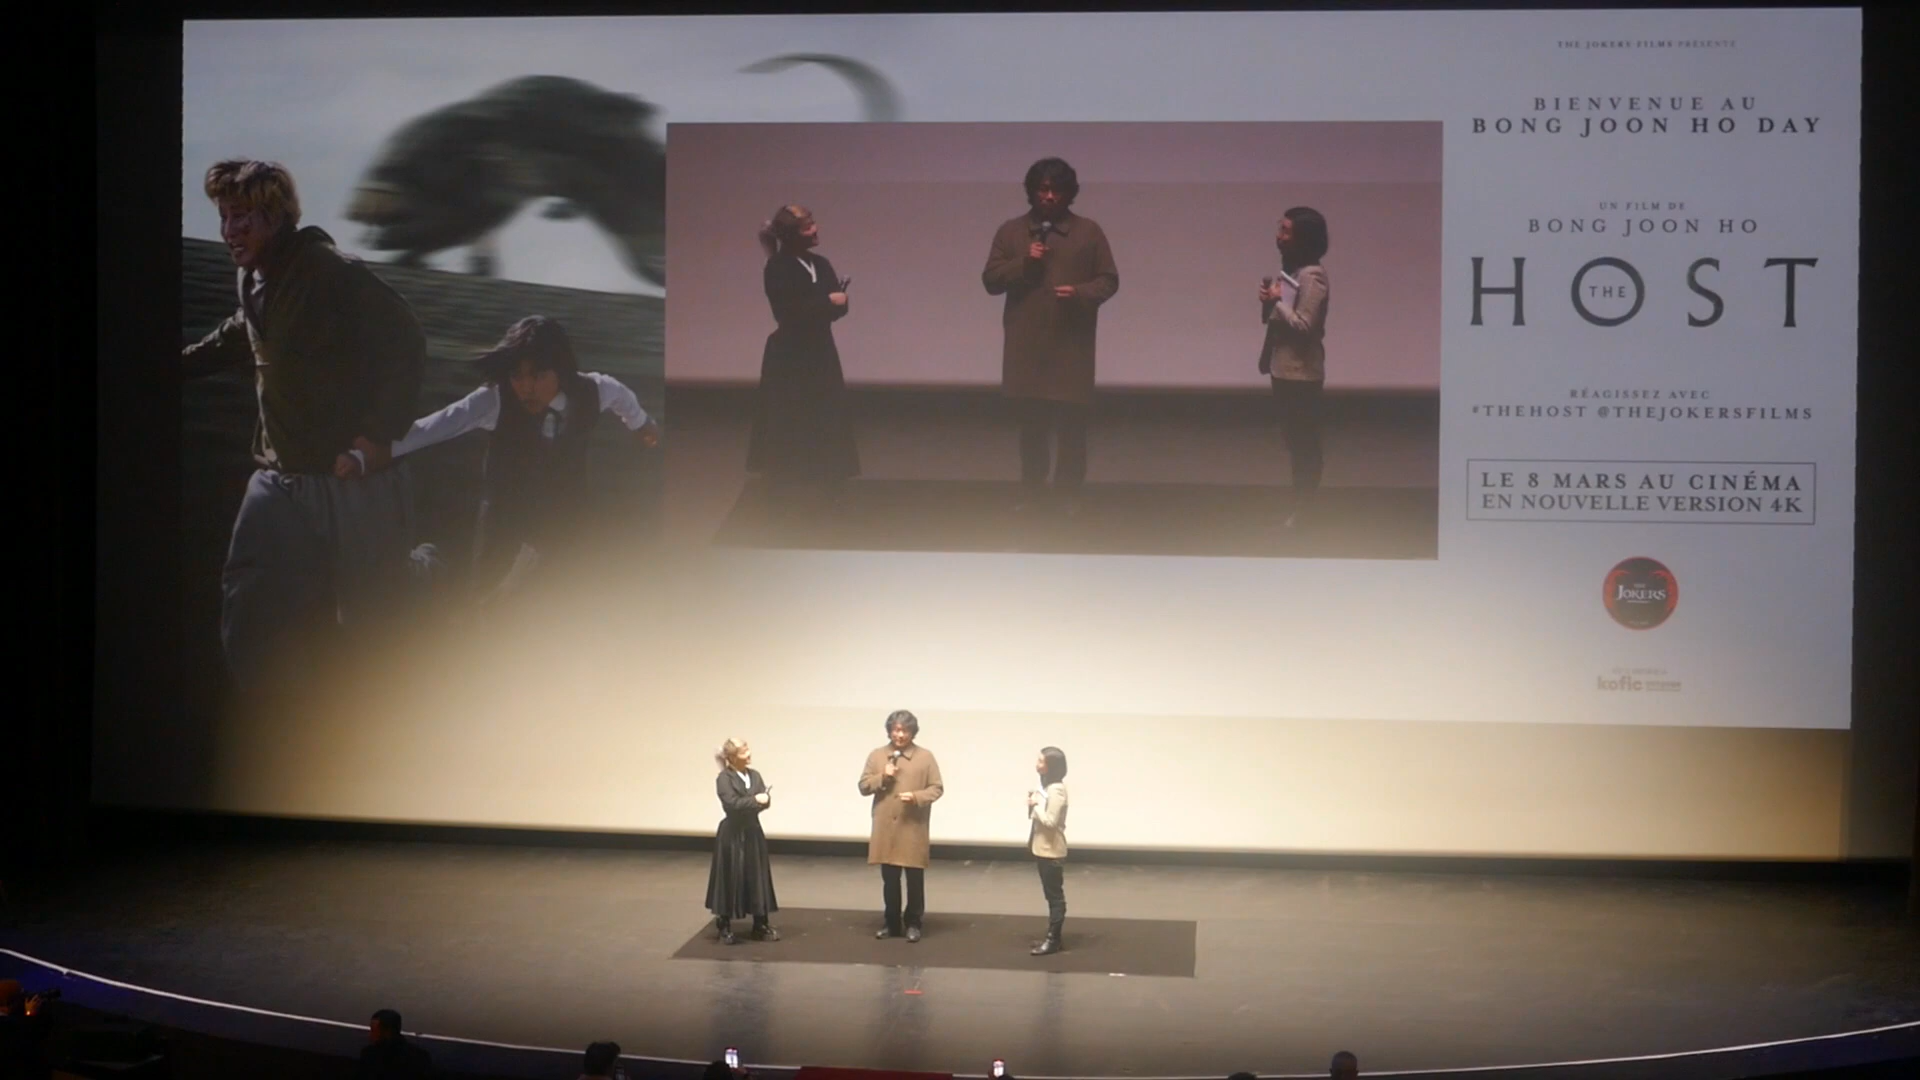 THE JOKERS FILMS PRÉSENTE
BIENVENUE AU
BONG JOON HO DAY
UN FILM DE
BONG JOON HO
THE
HOST
RÉAGISSEZ AVEC
#THEHOST @THEJOKERSFILMS
LE 8 MARS AU CINÉMA
EN NOUVELLE VERSION 4K
THE
JOKERS
kofic